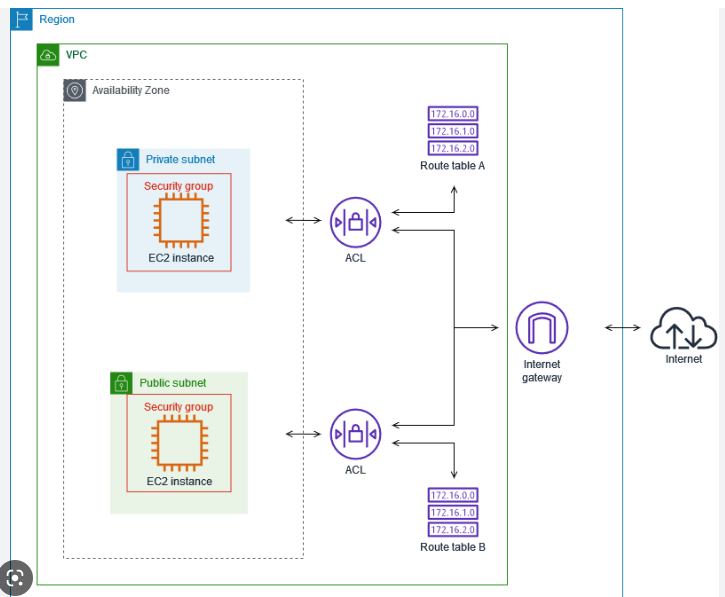 Region
VPC
Availability Zone
172.16.0.0
172.16.1.0
172.16.2.0
Route table A
Private subnet
Security group
EC2 instance
ACL
Internet
gateway
Internet
Public subnet
Security group
EC2 instance
ACL
172.16.0.0
172.16.1.0
172.16.2.0
Route table B